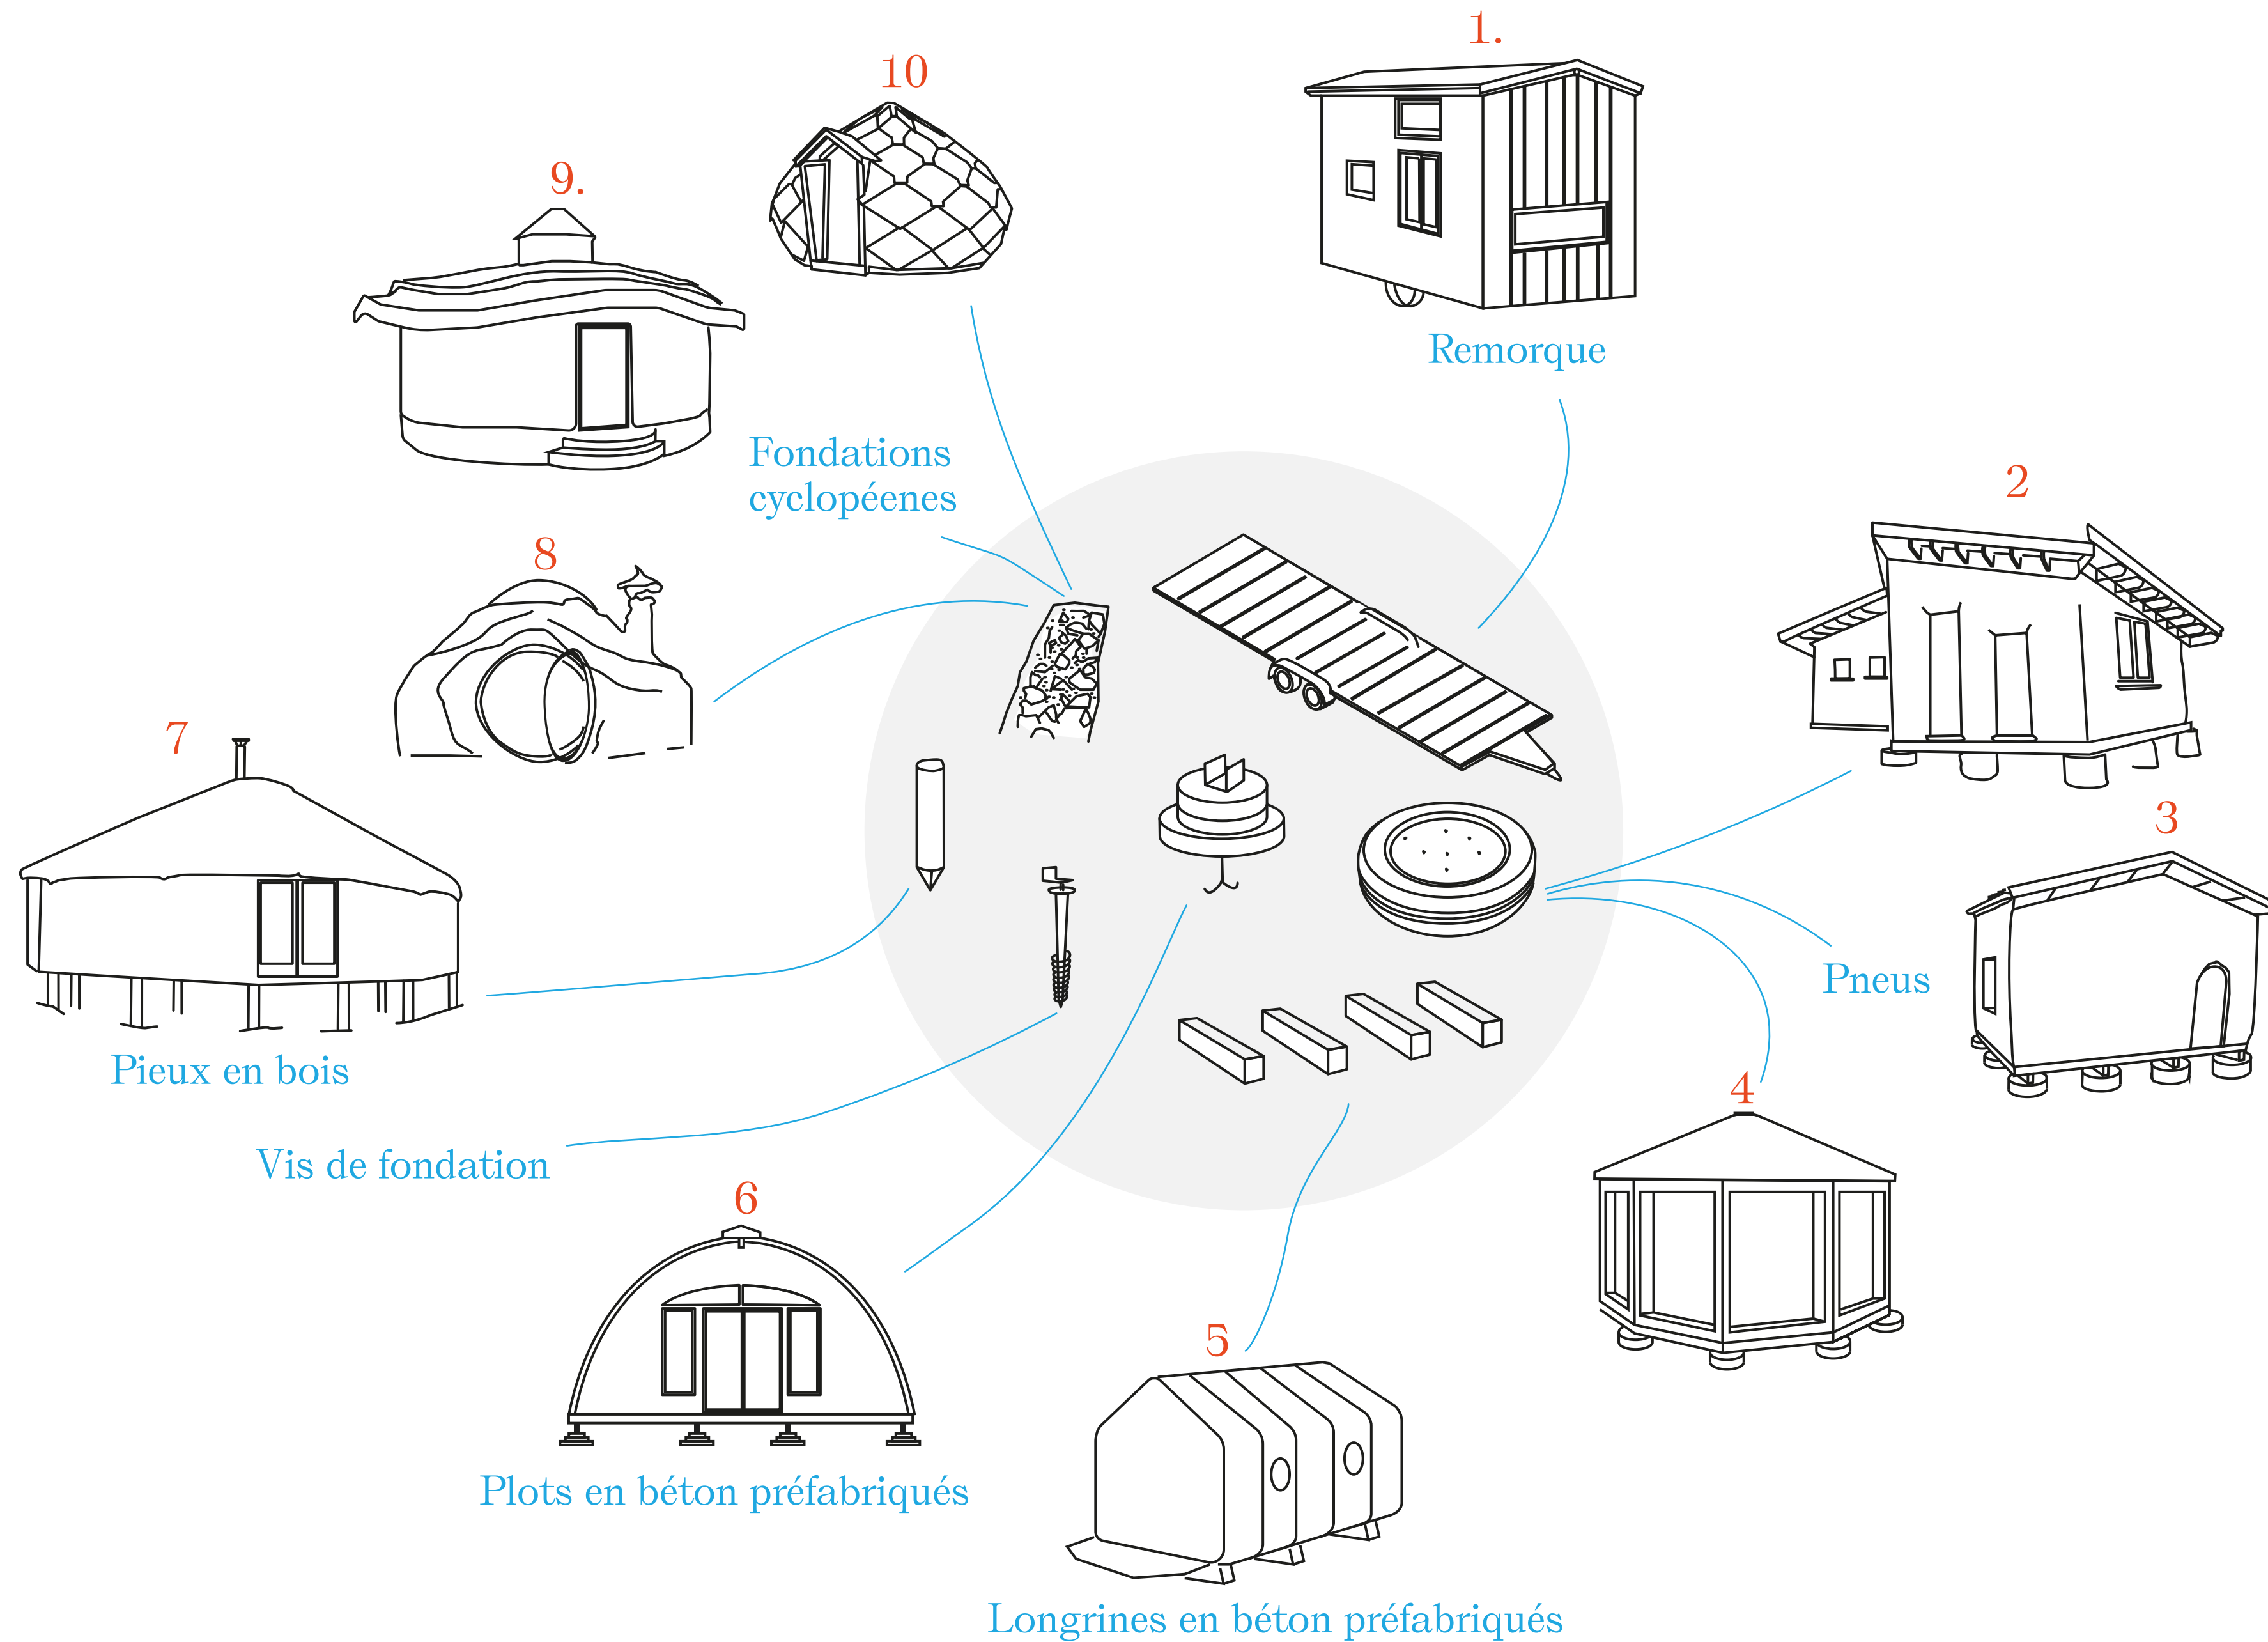 1.
10
9.
Remorque
Fondations
cyclopéenes
2
8
7
3
Pneus
Pieux en bois
4
Vis de fondation
6
5
Plots en béton préfabriqués
Longrines en béton préfabriqués